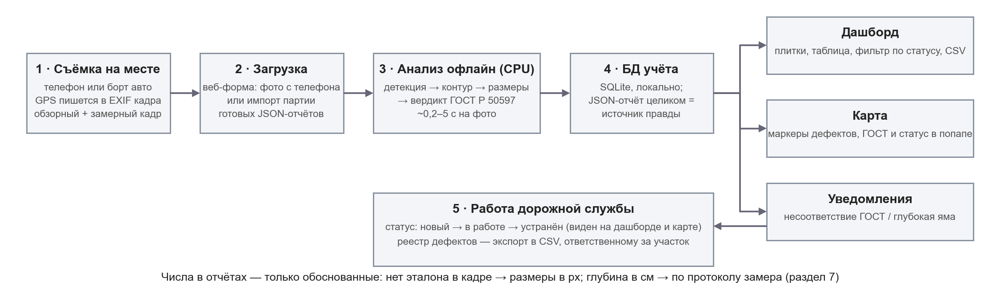 1 · Съёмка на месте
телефон или борт авто
GPS пишется в EXIF кадра
обзорный + замерный кадр
2 · Загрузка
веб-форма: фото с телефона
или импорт партии
готовых JSON-отчётов
3 · Анализ офлайн (CPU)
детекция → контур → размеры
→ вердикт ГОСТ Р 50597
~0,2–5 с на фото
4 · БД учёта
SQLite, локально;
JSON-отчёт целиком =
источник правды
Дашборд
плитки, таблица, фильтр по статусу, CSV
Карта
маркеры дефектов, ГОСТ и статус в попапе
Уведомления
несоответствие ГОСТ / глубокая яма
5 · Работа дорожной службы
статус: новый → в работе → устранён (виден на дашборде и карте)
реестр дефектов — экспорт в CSV, ответственному за участок
Числа в отчётах — только обоснованные: нет эталона в кадре → размеры в px; глубина в см → по протоколу замера (раздел 7)